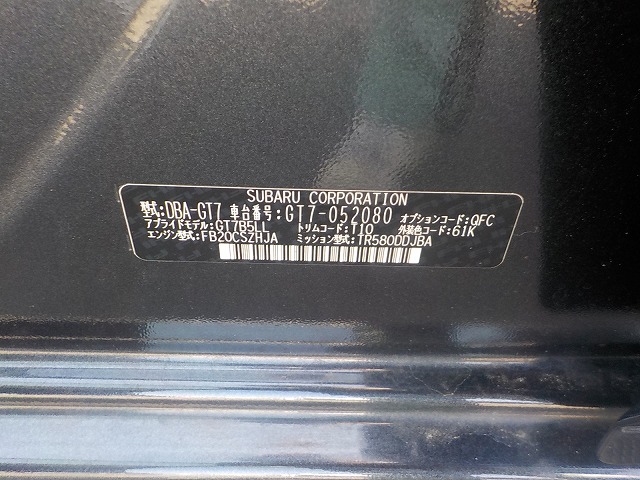 SUBARU CORPORATION
型式:DBA-GT7 車台番号:GT7-052080 オプションコード:QFC
アプライドモデル:GT7B5LL トリムコード:T10 外装色コード:61K
エンジン型式:FB20CSZHJA ミッション型式:TR580DDJBA